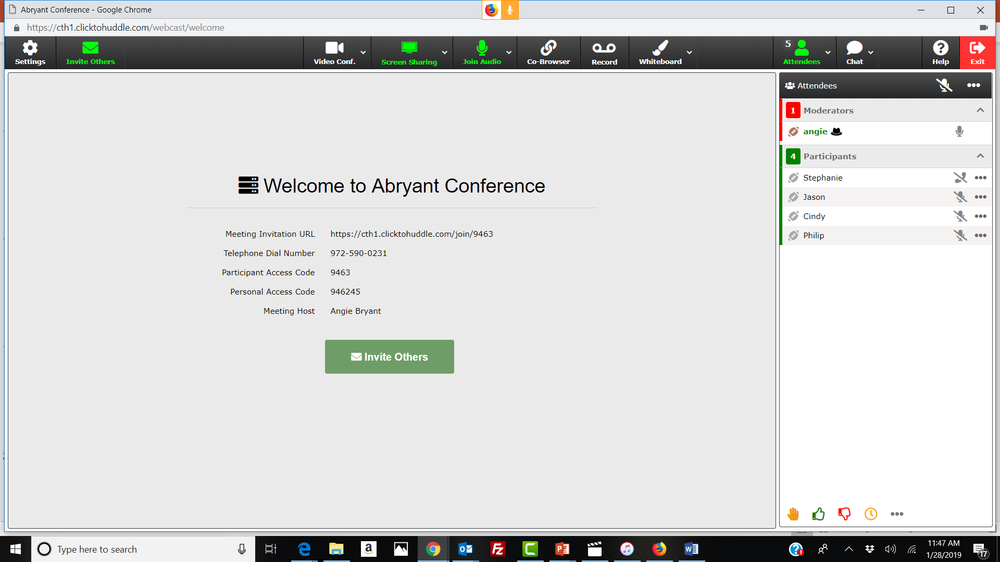 Abryant Conference - Google Chrome
https://cth1.clicktohuddle.com/webcast/welcome
Settings
Invite Others
Video Conf.
Screen Sharing
Join Audio
Co-Browser
Record
Whiteboard
5
Attendees
Chat
Help
Exit
Welcome to Abryant Conference
Meeting Invitation URL https://cth1.clicktohuddle.com/join/9463
Telephone Dial Number 972-590-0231
Participant Access Code 9463
Personal Access Code 946245
Meeting Host Angie Bryant
Invite Others
Attendees
1 Moderators
angie
4 Participants
Stephanie
Jason
Cindy
Philip
Type here to search
11:47 AM
1/28/2019
17